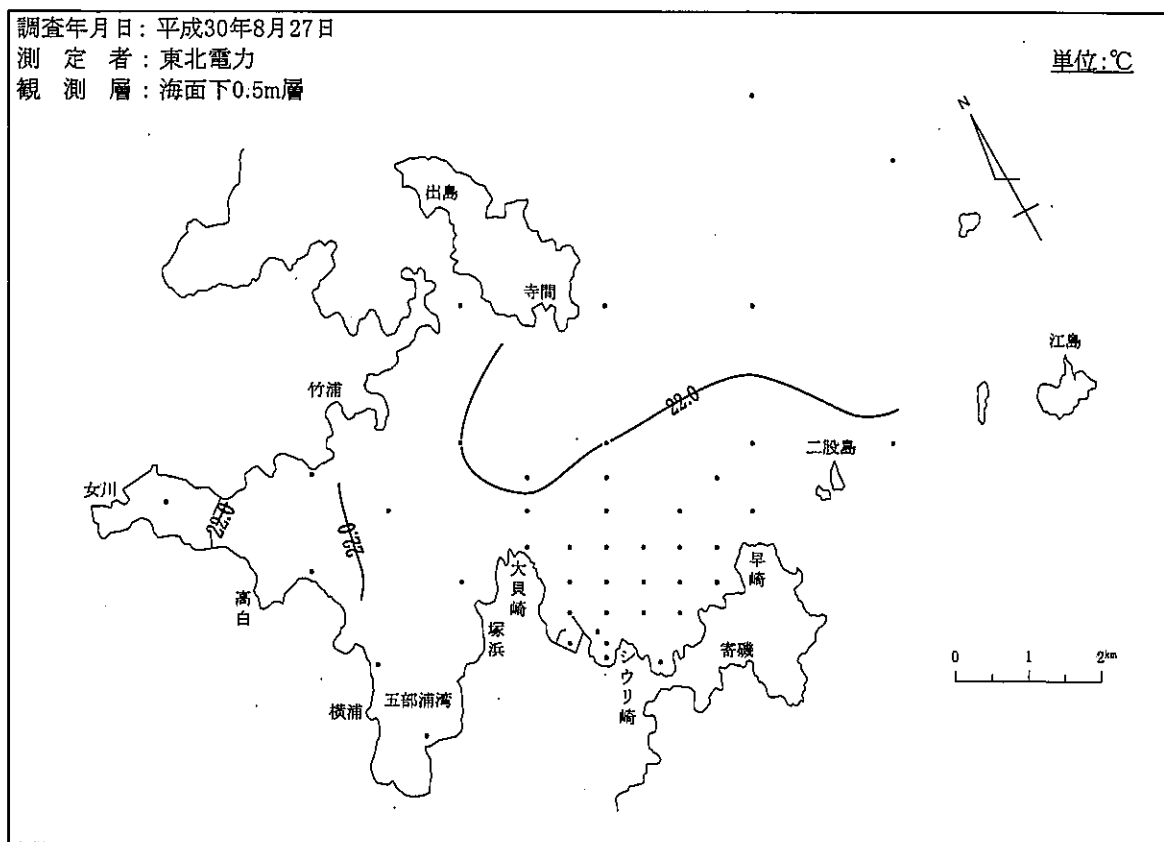 調査年月日：平成30年8月27日
測　定　者：東北電力
観　測　層：海面下0.5m層
単位:℃
N
出島
寺間
江島
竹浦
22.0
二股島
女川
22.0
高白
大貝崎
早崎
塚浜
シウリ崎
寄磯
五部浦湾
横浦
0 1 2km